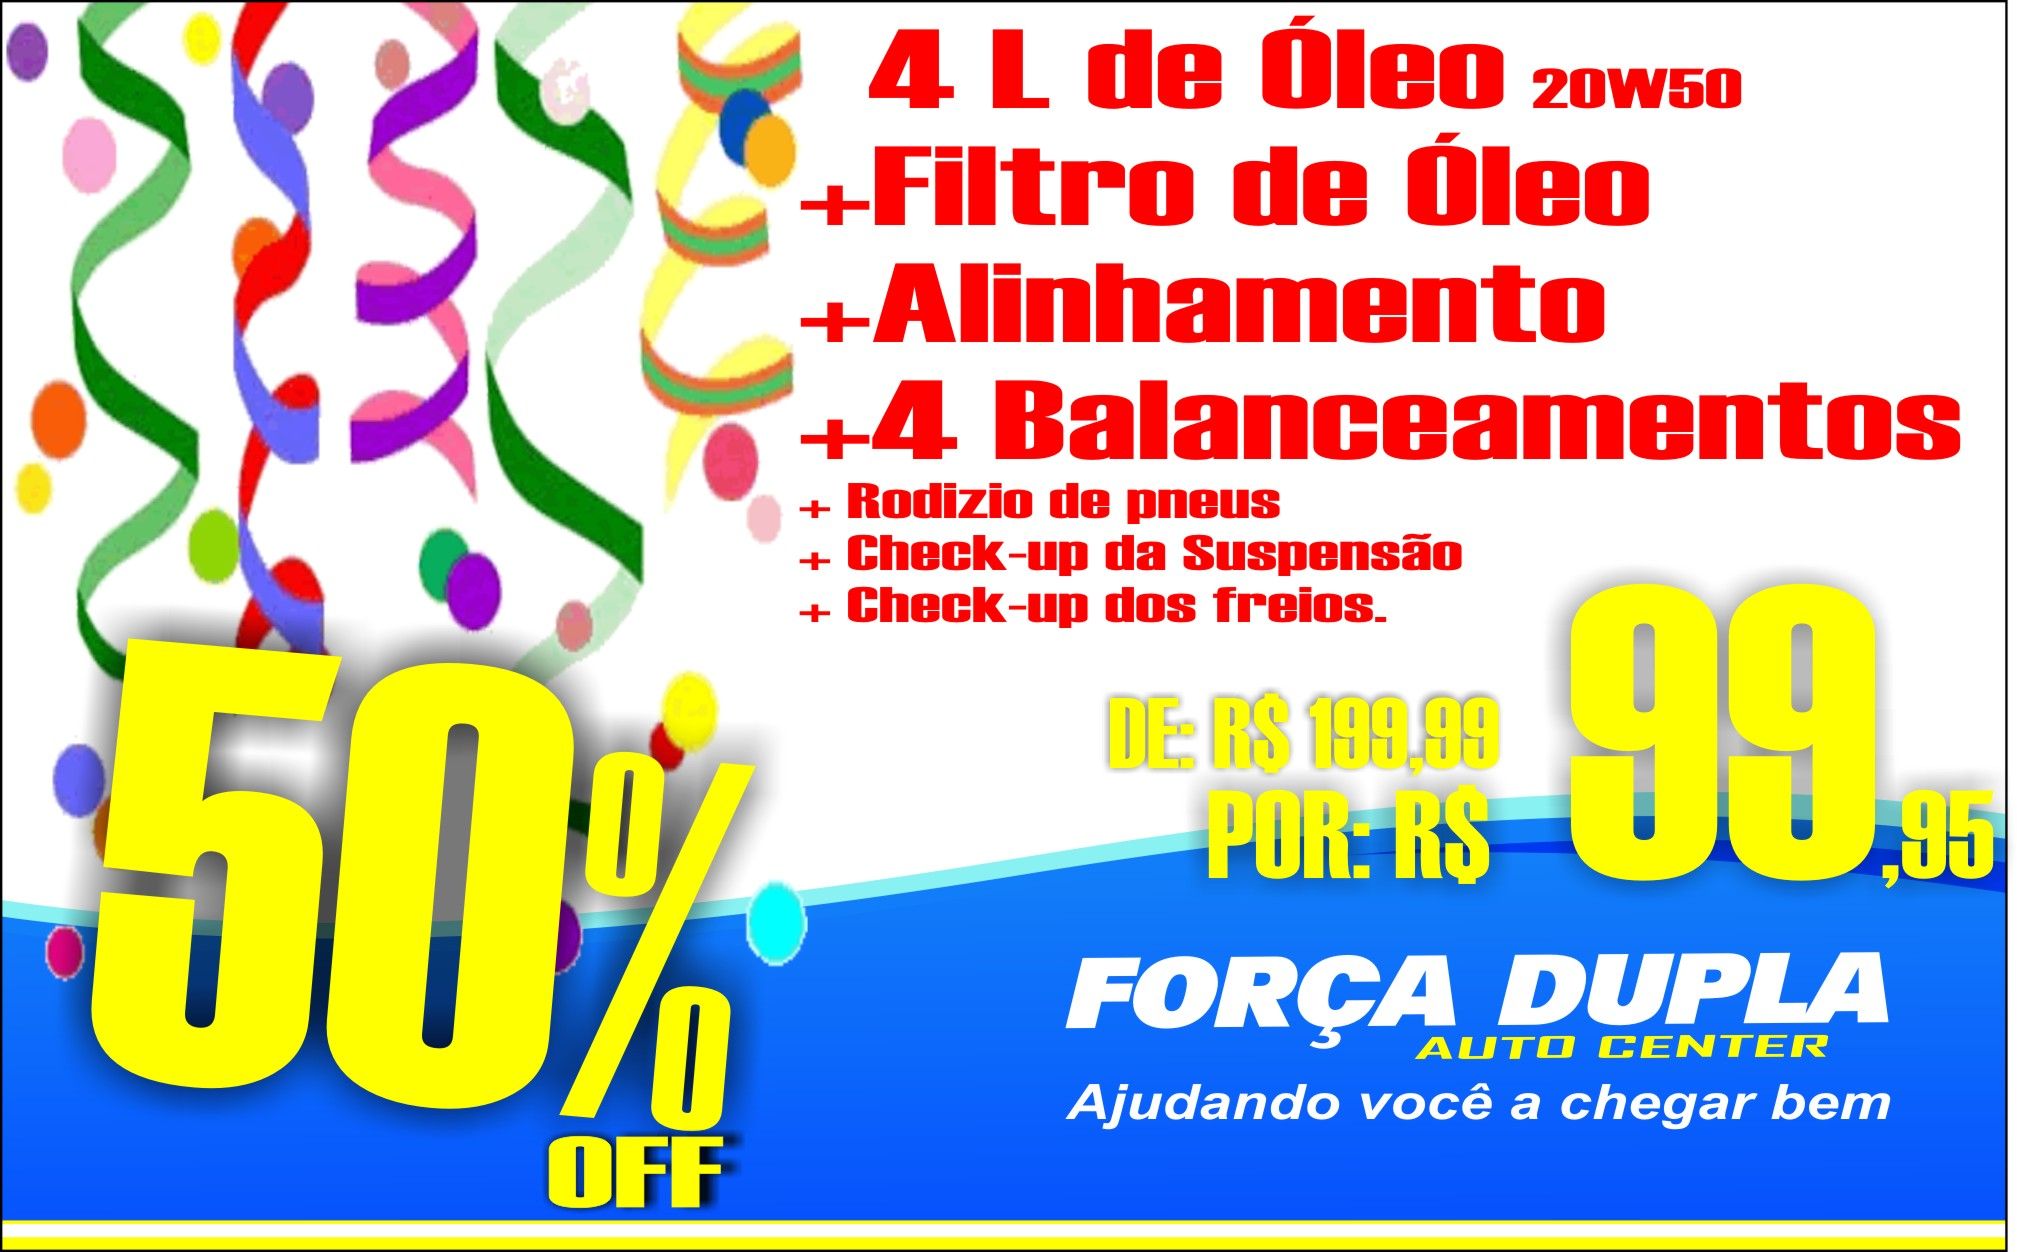 4 L de Óleo 20W50
+Filtro de Óleo
+Alinhamento
+4 Balanceamentos
+ Rodizio de pneus
+ Check-up da Suspensão
+ Check-up dos freios.
50%
OFF
DE: R$ 199,99
POR: R$ 99,95
FORÇA DUPLA
AUTO CENTER
Ajudando você a chegar bem